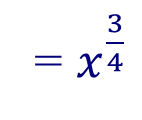 = x^{3/4}